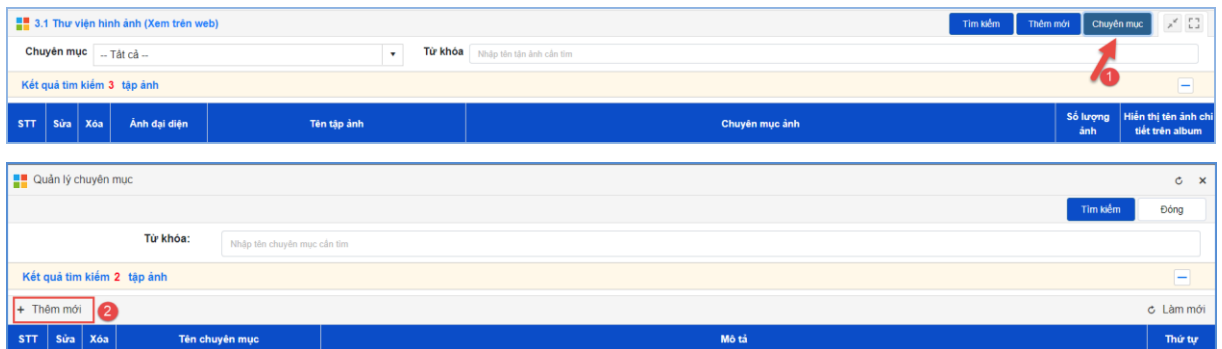 3.1 Thư viện hình ảnh (Xem trên web) Tìm kiếm Thêm mới Chuyên mục
Chuyên mục -- Tất cả -- Từ khóa Nhập tên tận ảnh cần tìm
1
Kết quả tìm kiếm 3 tập ảnh
STT Sửa Xóa Ảnh đại diện Tên tập ảnh Chuyên mục ảnh Số lượng ảnh Hiển thị tên ảnh chi tiết trên album
Quản lý chuyên mục
Tìm kiếm Đóng
Từ khóa: Nhập tên chuyên mục cần tìm
Kết quả tìm kiếm 2 tập ảnh
+ Thêm mới 2 Làm mới
STT Sửa Xóa Tên chuyên mục Mô tả Thứ tự